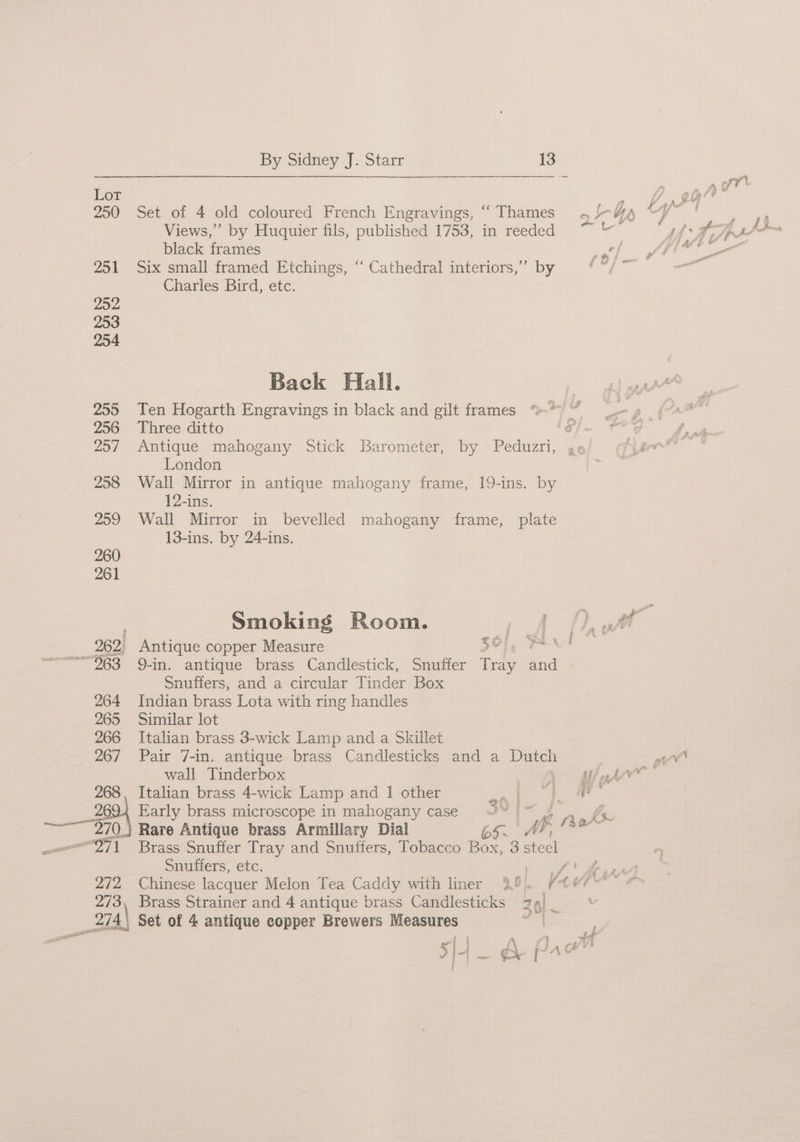 By Sidney J. Starr 13
Lot
250 Set of 4 old coloured French Engravings, “ Thames
Views,” by Huquier fils, published 1753, in reeded
black frames
251 Six small framed Etchings, “ Cathedral interiors,” by
Charles Bird, etc.
252
253
254
Back Hall.
255 Ten Hogarth Engravings in black and gilt frames
256 Three ditto
257 Antique mahogany Stick Barometer, by Peduzri,
London
258 Wall Mirror in antique mahogany frame, 19-ins. by
12-ins.
259 Wall Mirror in bevelled mahogany frame, plate
13-ins. by 24-ins.
260
261
Smoking Room.
262 Antique copper Measure
263 9-in. antique brass Candlestick, Snuffer Tray and
Snuffers, and a circular Tinder Box
264 Indian brass Lota with ring handles
265 Similar lot
266 Italian brass 3-wick Lamp and a Skillet
267 Pair 7-in. antique brass Candlesticks and a Dutch
wall Tinderbox
268 Italian brass 4-wick Lamp and 1 other
269 Early brass microscope in mahogany case
270 Rare Antique brass Armillary Dial
271 Brass Snuffer Tray and Snuffers, Tobacco Box, 3 steel
Snuffers, etc.
272 Chinese lacquer Melon Tea Caddy with liner
273 Brass Strainer and 4 antique brass Candlesticks
274 Set of 4 antique copper Brewers Measures